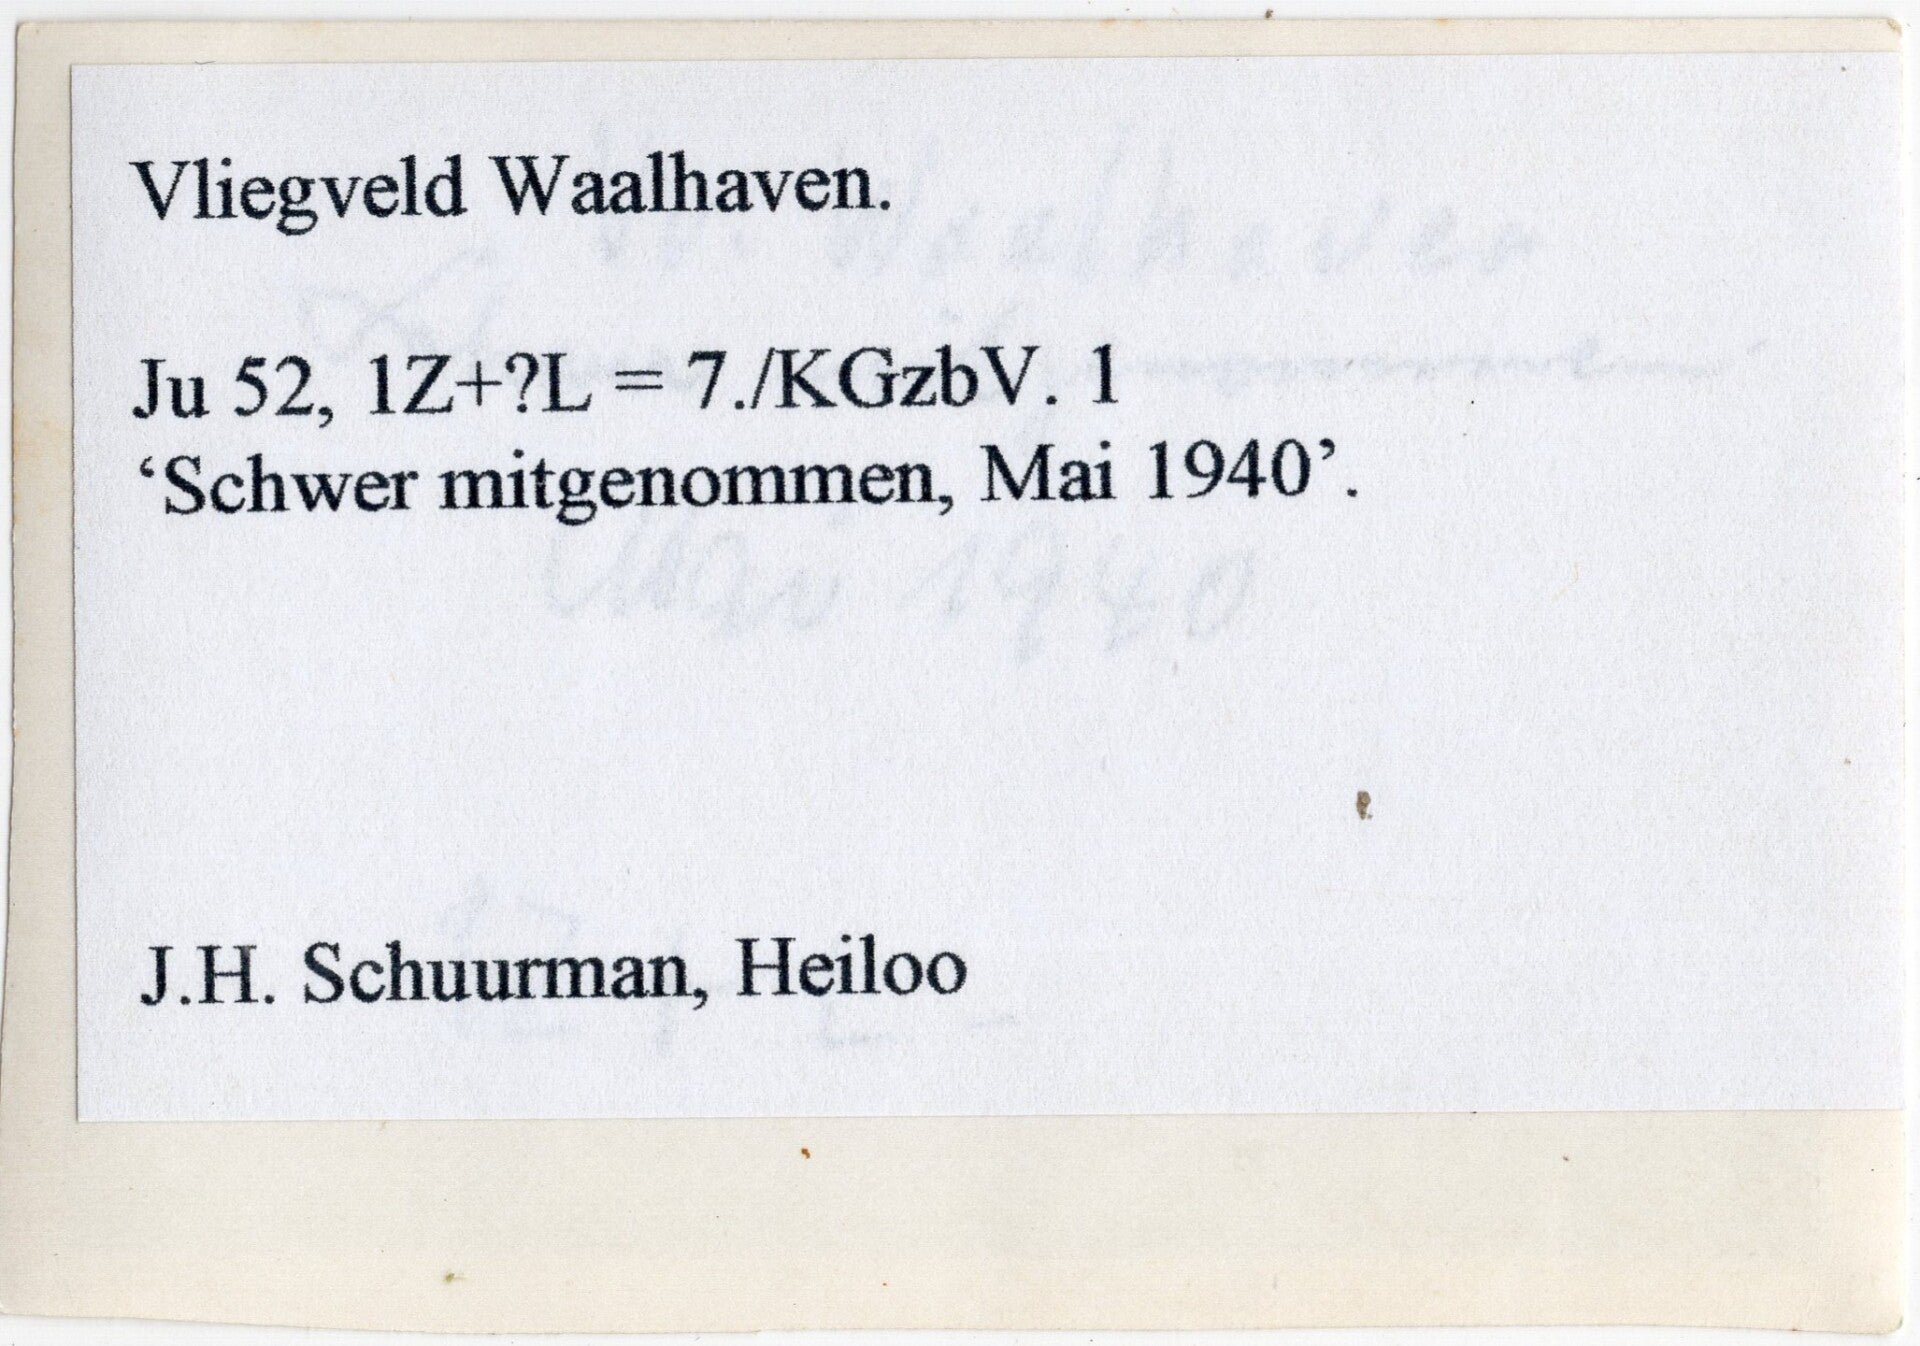 Vliegveld Waalhaven.
Ju 52, 1Z+?L = 7./KGzbV. 1
‘Schwer mitgenommen, Mai 1940’.
J.H. Schuurman, Heiloo